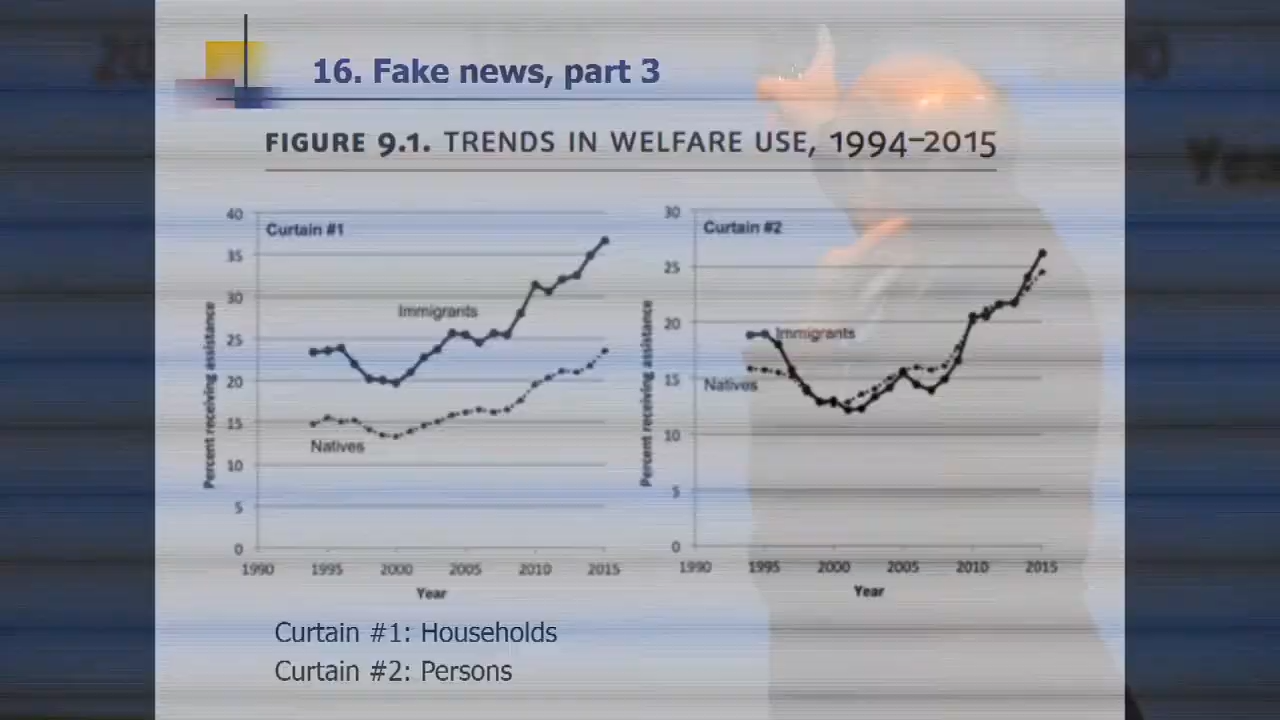 16. Fake news, part 3
FIGURE 9.1. TRENDS IN WELFARE USE, 1994–2015
40
Curtain #1
35
30
Immigrants
25
20
15
Natives
10
5
0
1990 1995 2000 2005 2010 2015
Year
Percent receiving assistance
30
Curtain #2
25
20
Immigrants
15
Natives
10
5
0
1990 1995 2000 2005 2010 2015
Year
Percent receiving assistance
Curtain #1: Households
Curtain #2: Persons